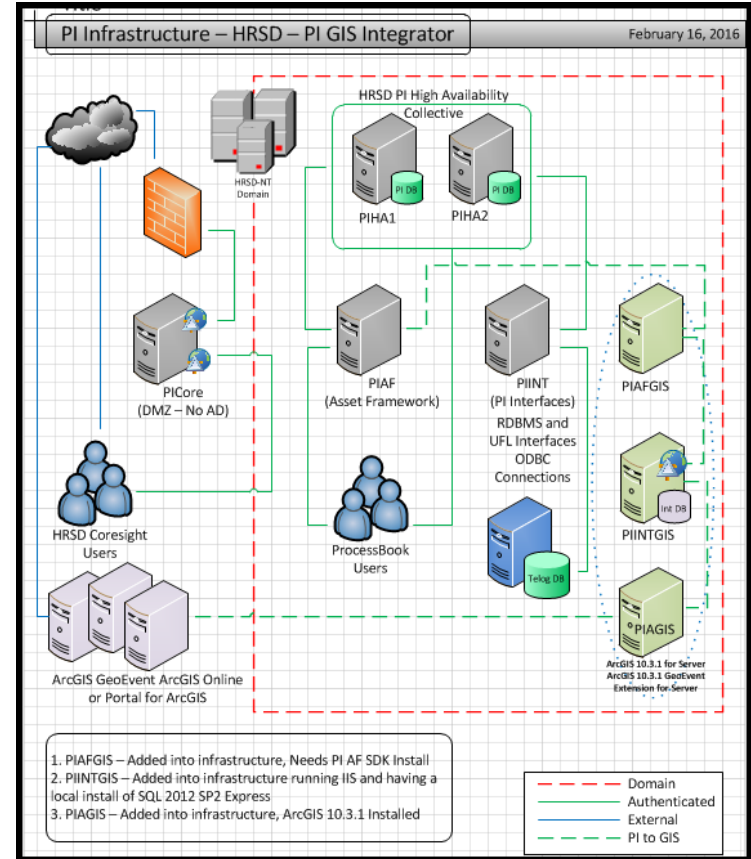 PI Infrastructure – HRSD – PI GIS Integrator
February 16, 2016
HRSD PI High Availability
Collective
HRSD-NT
Domain
PI DB
PI DB
PIHA1
PIHA2
PICore
(DMZ – No AD)
PIAF
(Asset Framework)
PIINT
(PI Interfaces)
RDBMS and
UFL Interfaces
ODBC
Connections
PIAFGIS
Int DB
PIINTGIS
HRSD Coresight
Users
ProcessBook
Users
Telog DB
PIAGIS
ArcGIS 10.3.1 for Server
ArcGIS 10.3.1 GeoEvent
Extension for Server
ArcGIS GeoEvent ArcGIS Online
or Portal for ArcGIS
1. PIAFGIS – Added into infrastructure, Needs PI AF SDK Install
2. PIINTGIS – Added into infrastructure running IIS and having a
local install of SQL 2012 SP2 Express
3. PIAGIS – Added into infrastructure, ArcGIS 10.3.1 Installed
Domain
Authenticated
External
PI to GIS